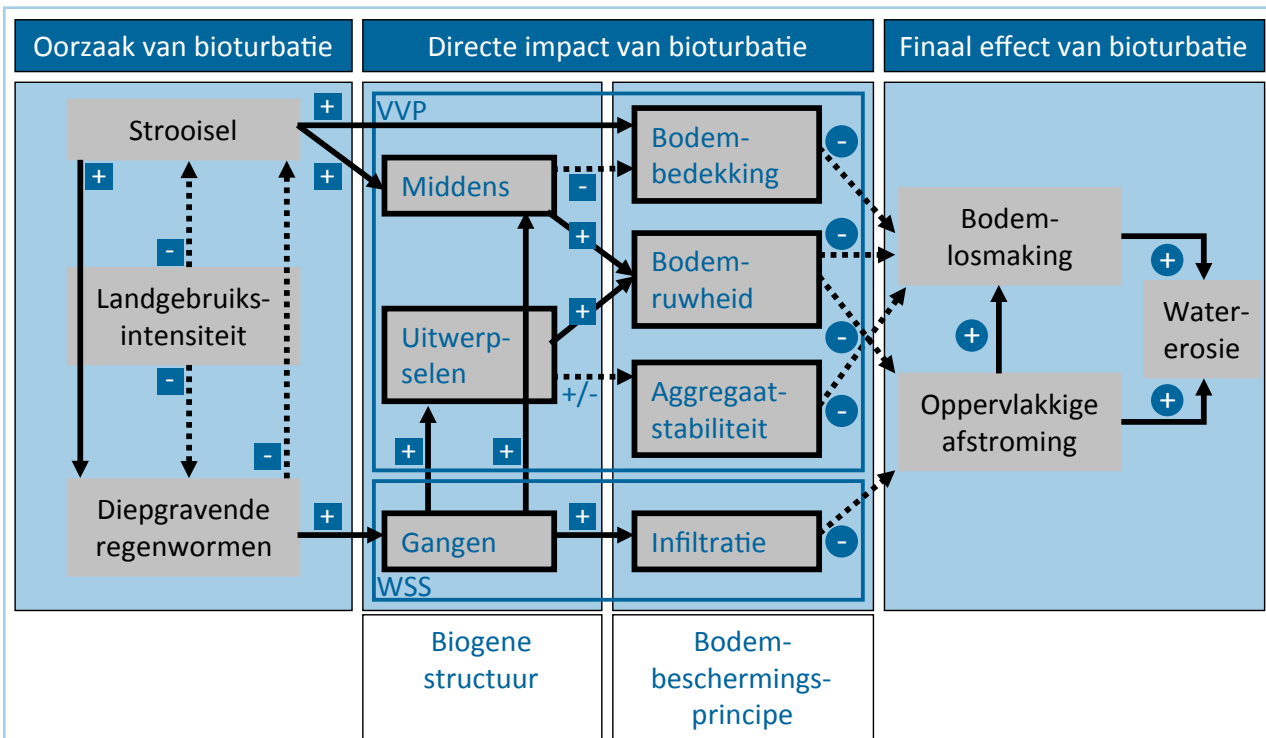 Oorzaak van bioturbatie
Directe impact van bioturbatie
Finaal effect van bioturbatie
Strooisel
+
+
+
-
Landgebruiks-
intensiteit
-
-
Diepgravende
regenwormen
+
VVP
Middens
-
+
Uitwerp-
selen
+
+/-
+
+
Gangen
+
WSS
Bodem-
bedekking
Bodem-
ruwheid
Aggregaat-
stabiliteit
Infiltratie
-
-
-
-
-
Bodem-
losmaking
+
Oppervlakkige
afstroming
+
+
Water-
erosie
Biogene
structuur
Bodem-
beschermings-
principe